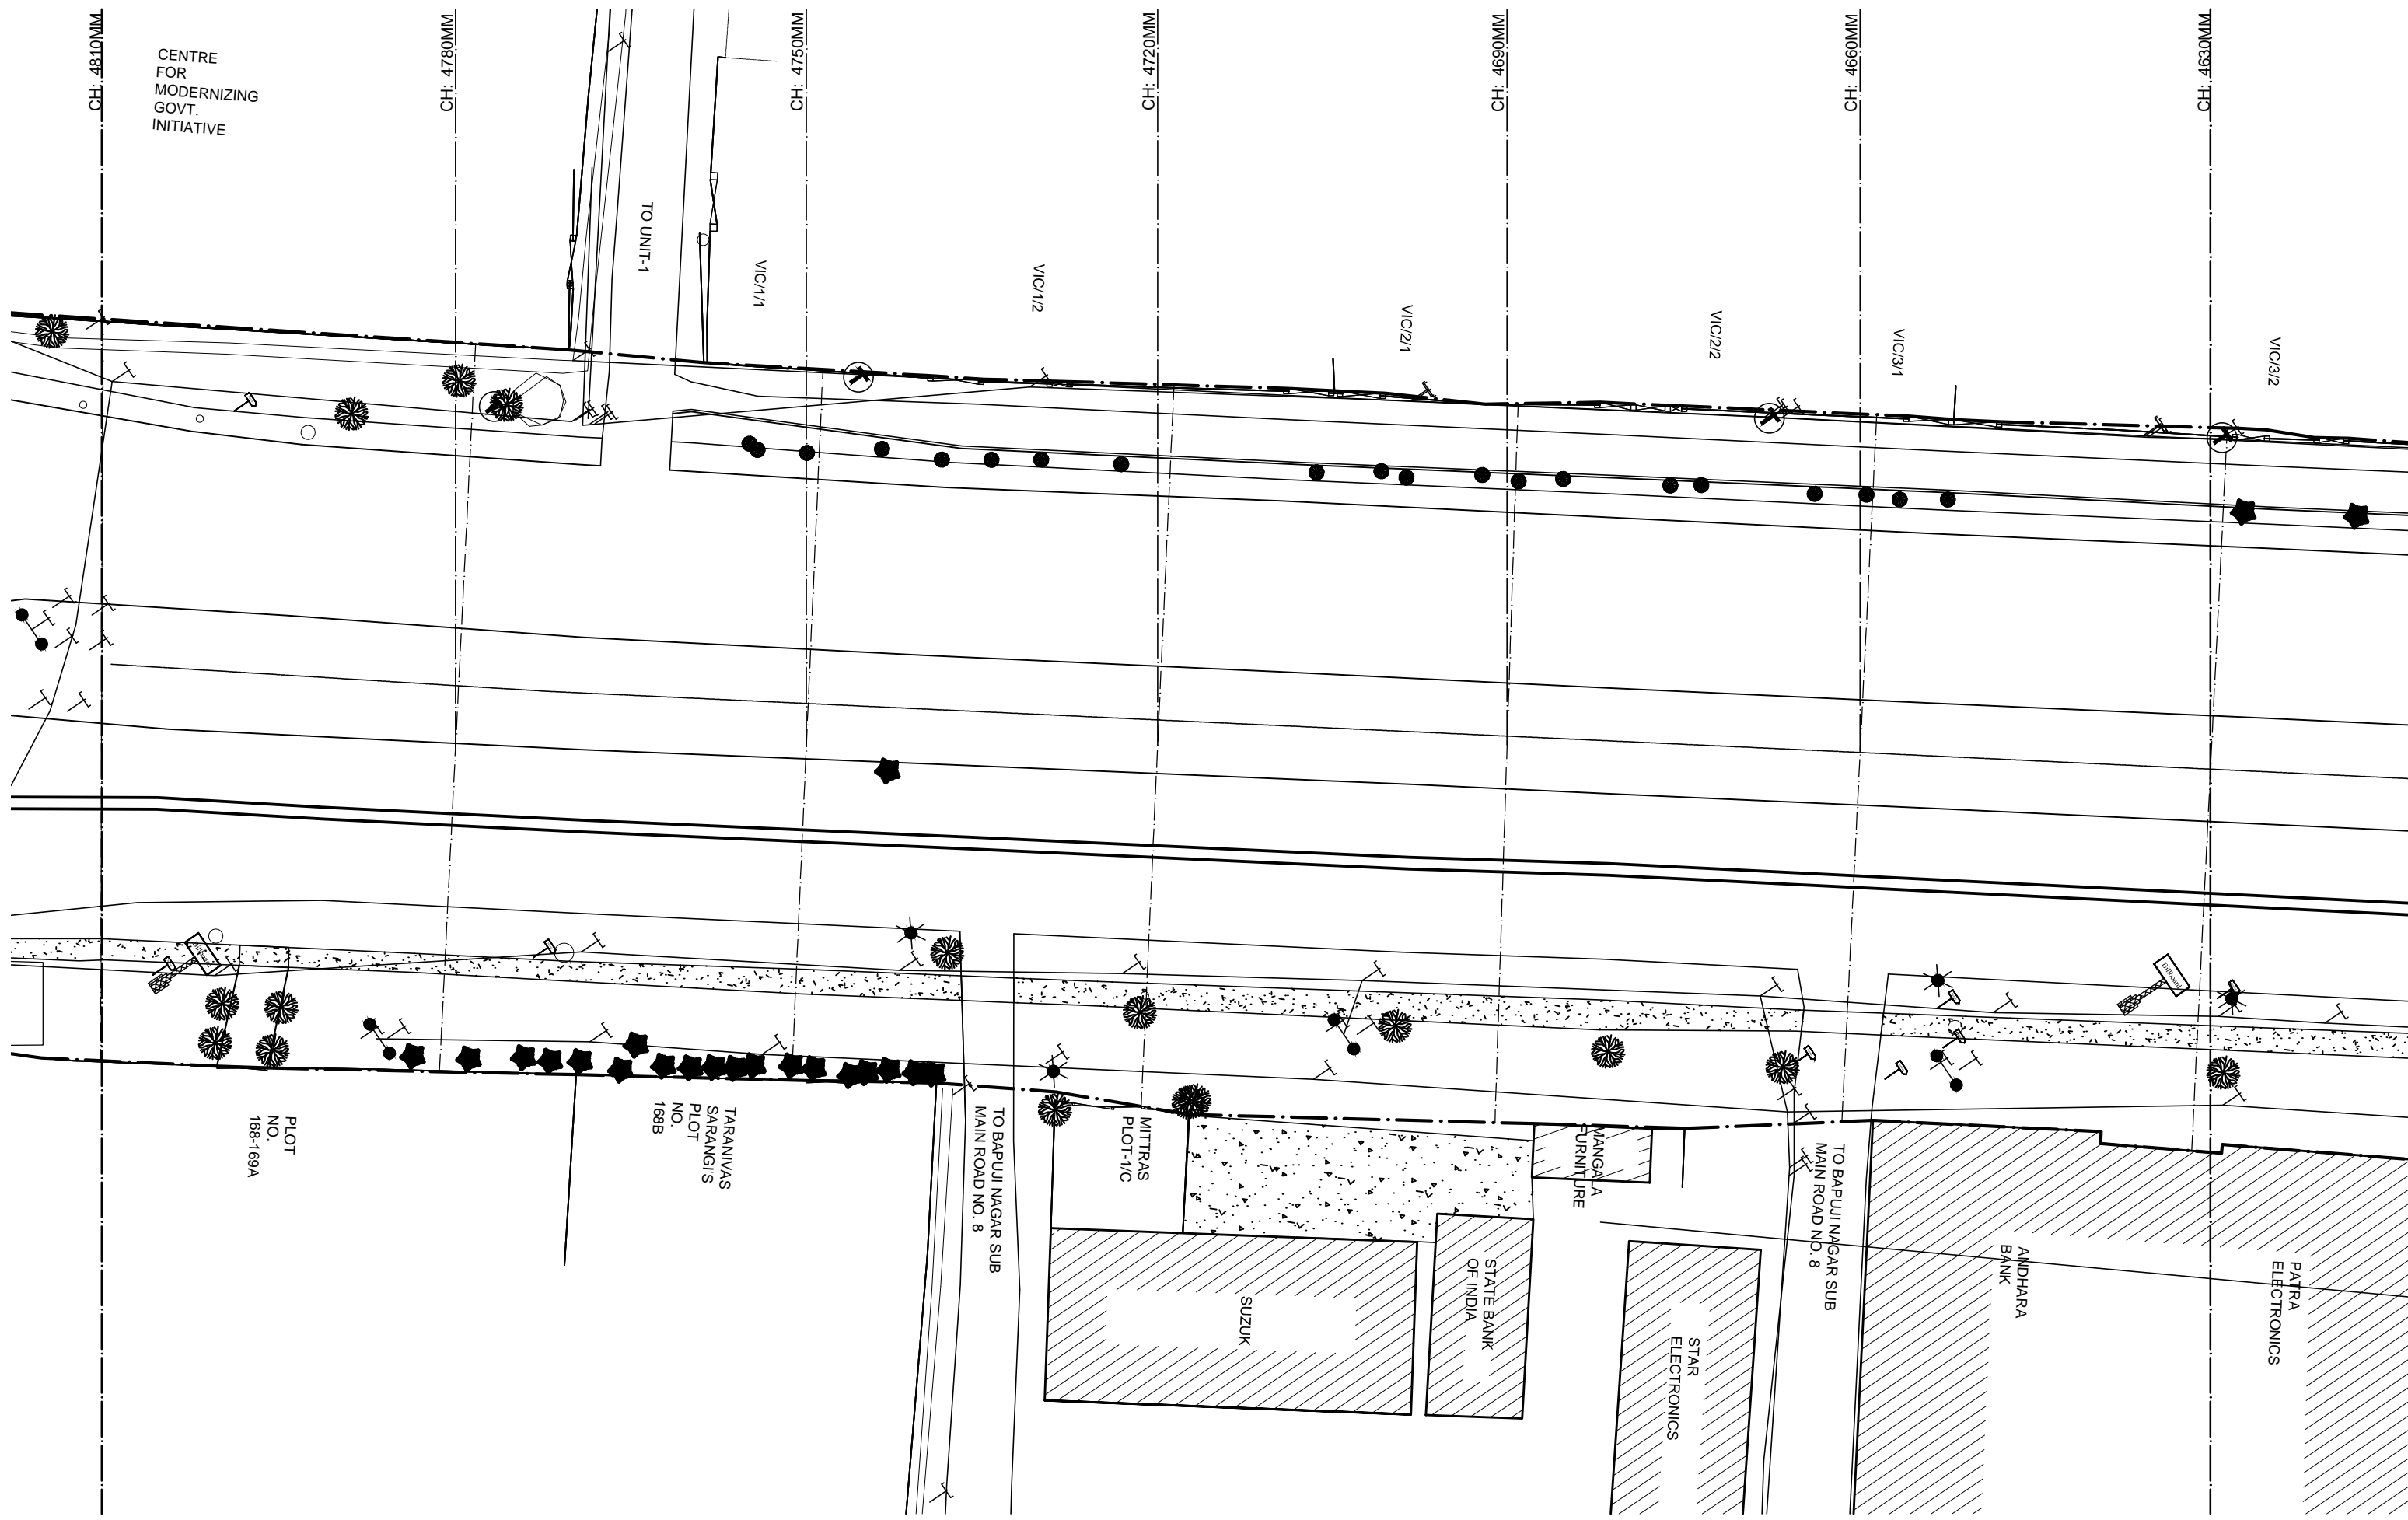 CH: 4810MM
CH: 4780MM
CH: 4750MM
CH: 4720MM
CH: 4690MM
CH: 4660MM
CH: 4630MM
CENTRE
FOR
MODERNIZING
GOVT.
INITIATIVE
TO UNIT-1
VIC/1/1
VIC/1/2
VIC/2/1
VIC/2/2
VIC/3/1
VIC/3/2
Billboard
Billboard
PLOT
NO.
168-169A
TARANIVAS
SARANGI'S
PLOT
NO.
168B
TO BAPUJI NAGAR SUB
MAIN ROAD NO. 8
MITTRAS
PLOT-1/C
MANGALA
FURNITURE
TO BAPUJI NAGAR SUB
MAIN ROAD NO. 8
SUZUK
STATE BANK
OF INDIA
STAR
ELECTRONICS
ANDHARA
BANK
PATRA
ELECTRONICS